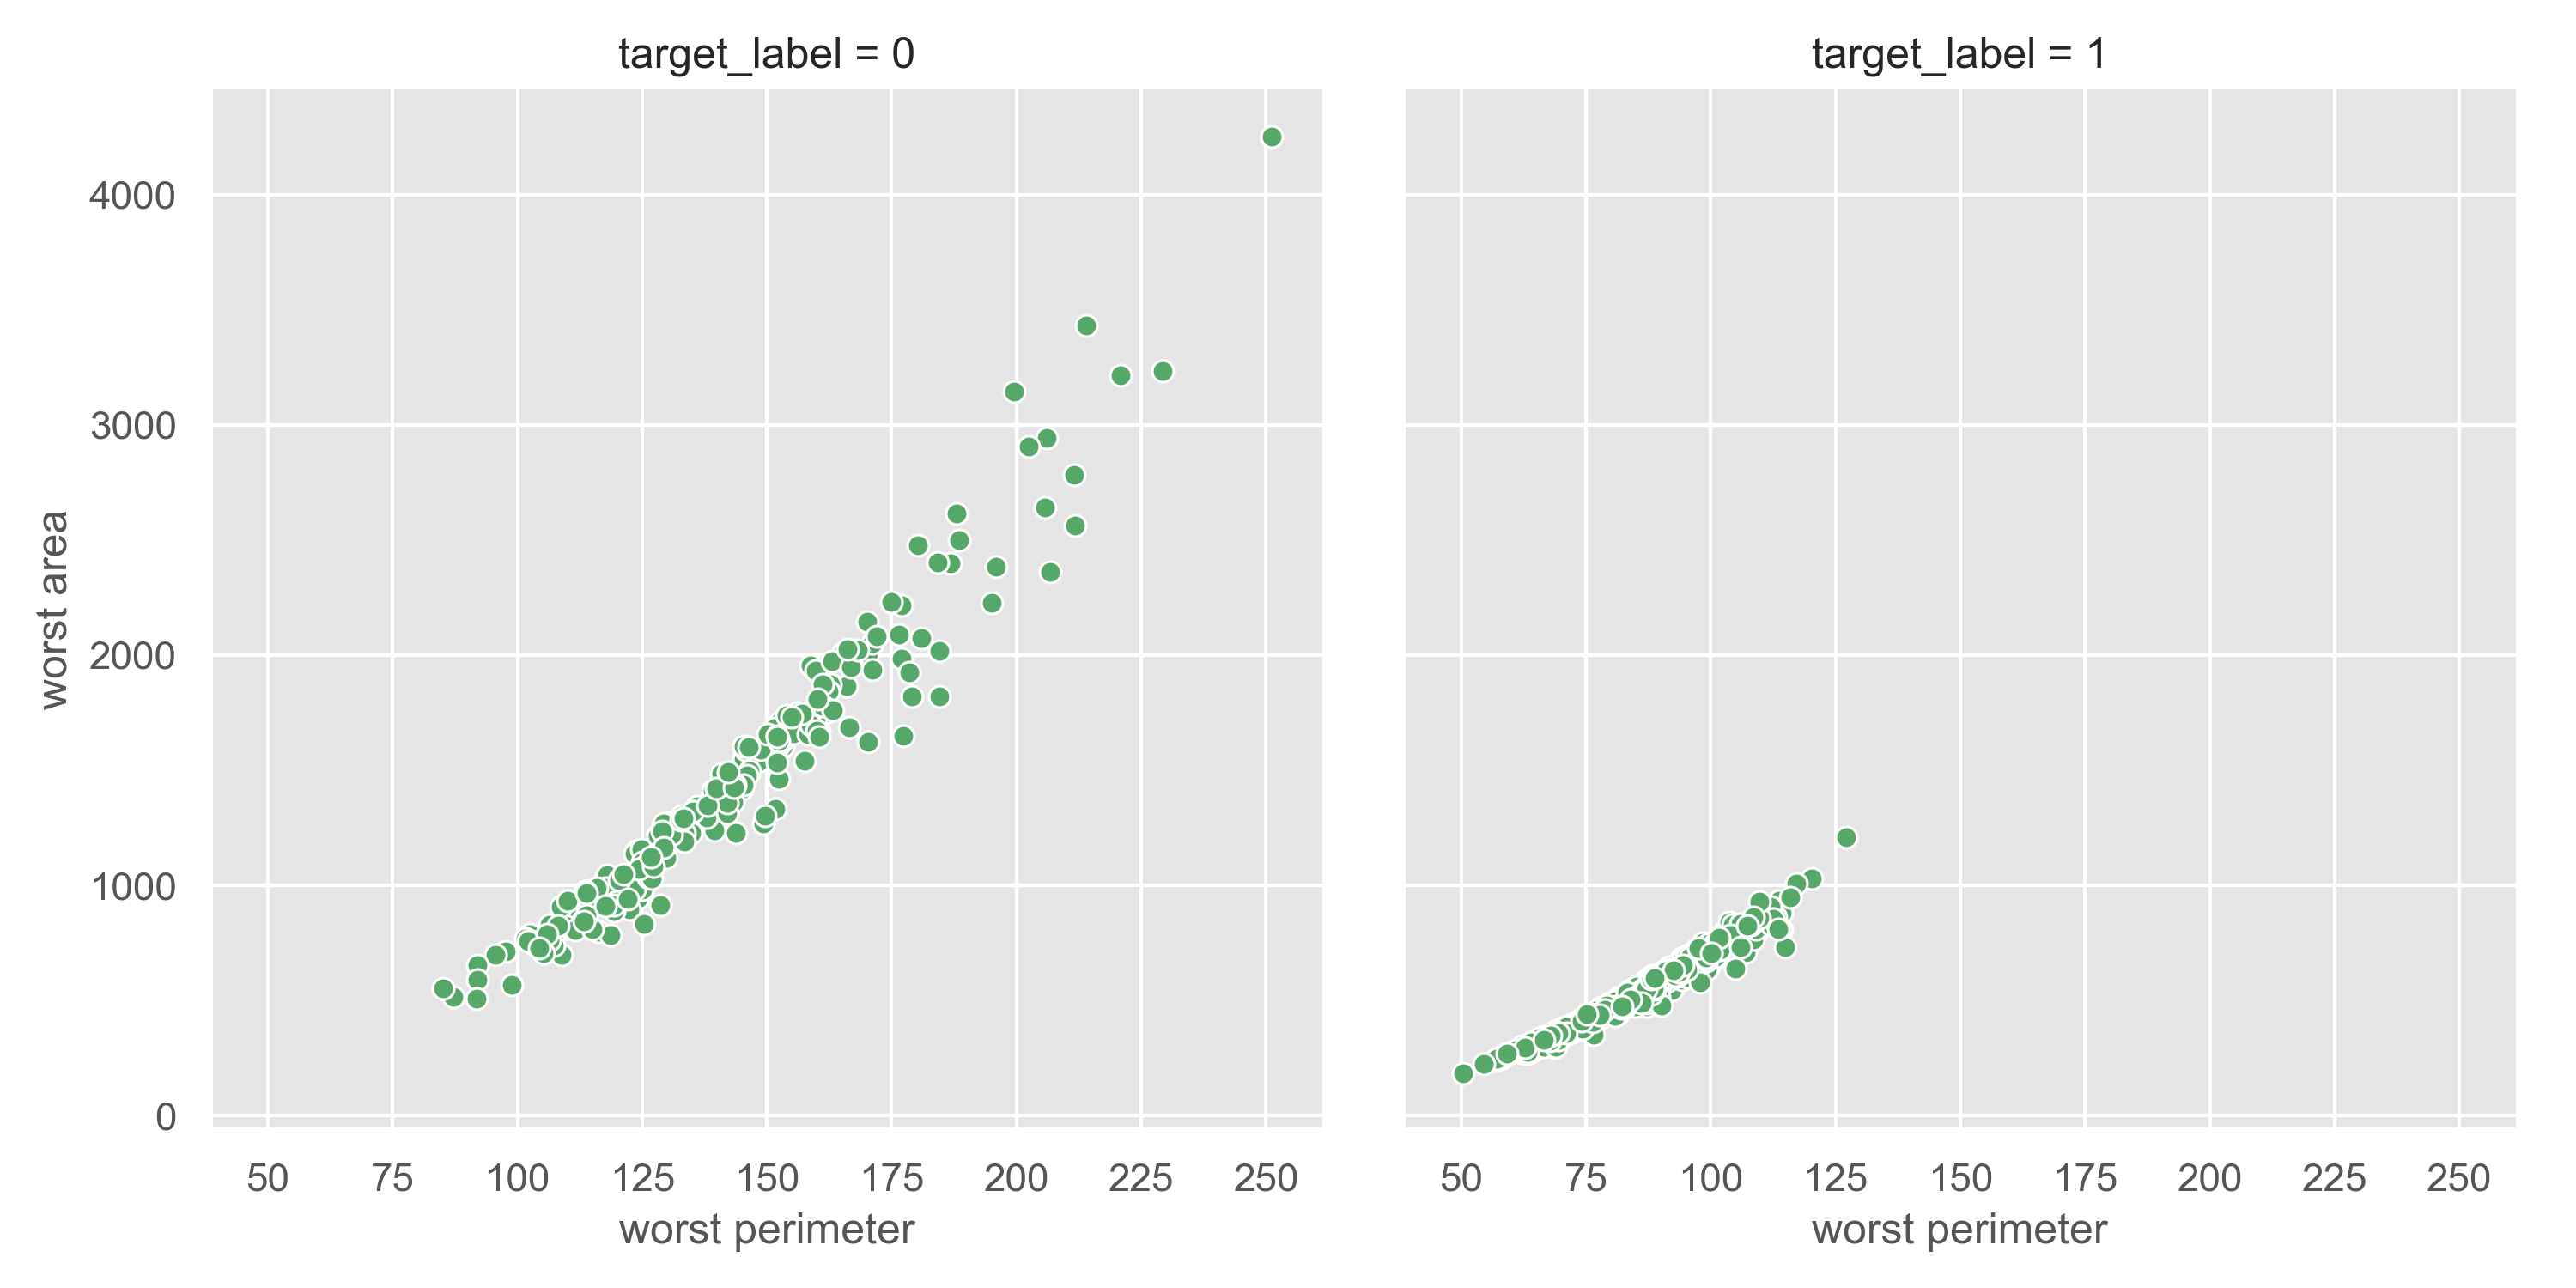 target_label = 0
target_label = 1
4000
3000
2000
1000
0
worst area
50 75 100 125 150 175 200 225 250
50 75 100 125 150 175 200 225 250
worst perimeter
worst perimeter